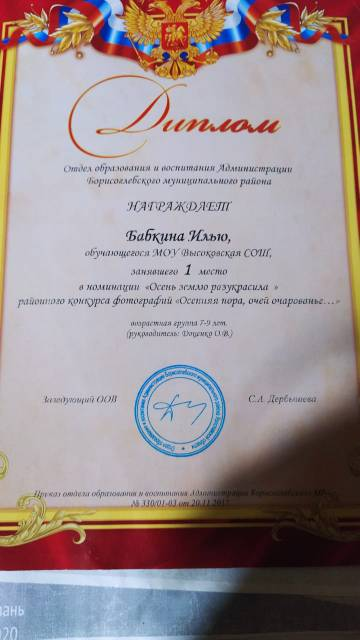 Диплом
Отдел образования и воспитания Администрации
Борисоглебского муниципального района
НАГРАЖДАЕТ
Бабкина Илью,
обучающегося МОУ Высоковская СОШ,
занявшего 1 место
в номинации «Осень землю разукрасила »
районного конкурса фотографий «Осенняя пора, очей очарованье…»
возрастная группа 7-9 лет.
(руководитель: Доценко О.В.)
Заведующий ООВ
С.А. Дербышева
Приказ отдела образования и воспитания Администрации Борисоглебского МР
№ 330/01-03 от 20.11.2017